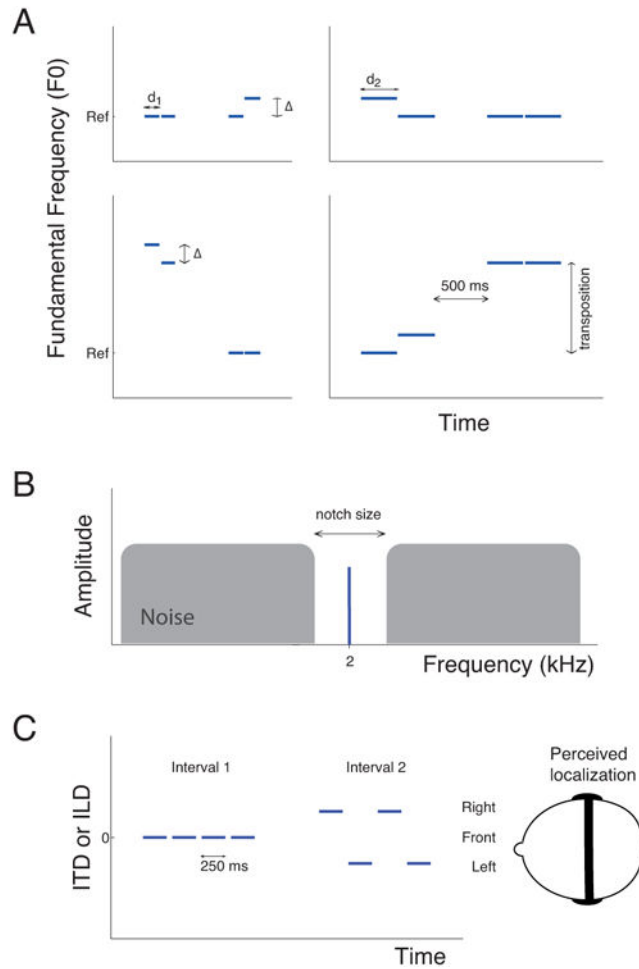 A
Fundamental Frequency (F0)
d1
Ref
Δ
d2
Δ
Ref
500 ms
transposition
Time
B
Amplitude
notch size
Noise
2
Frequency (kHz)
C
ITD or ILD
Interval 1
Interval 2
0
250 ms
Time
Perceived
localization
Right
Front
Left